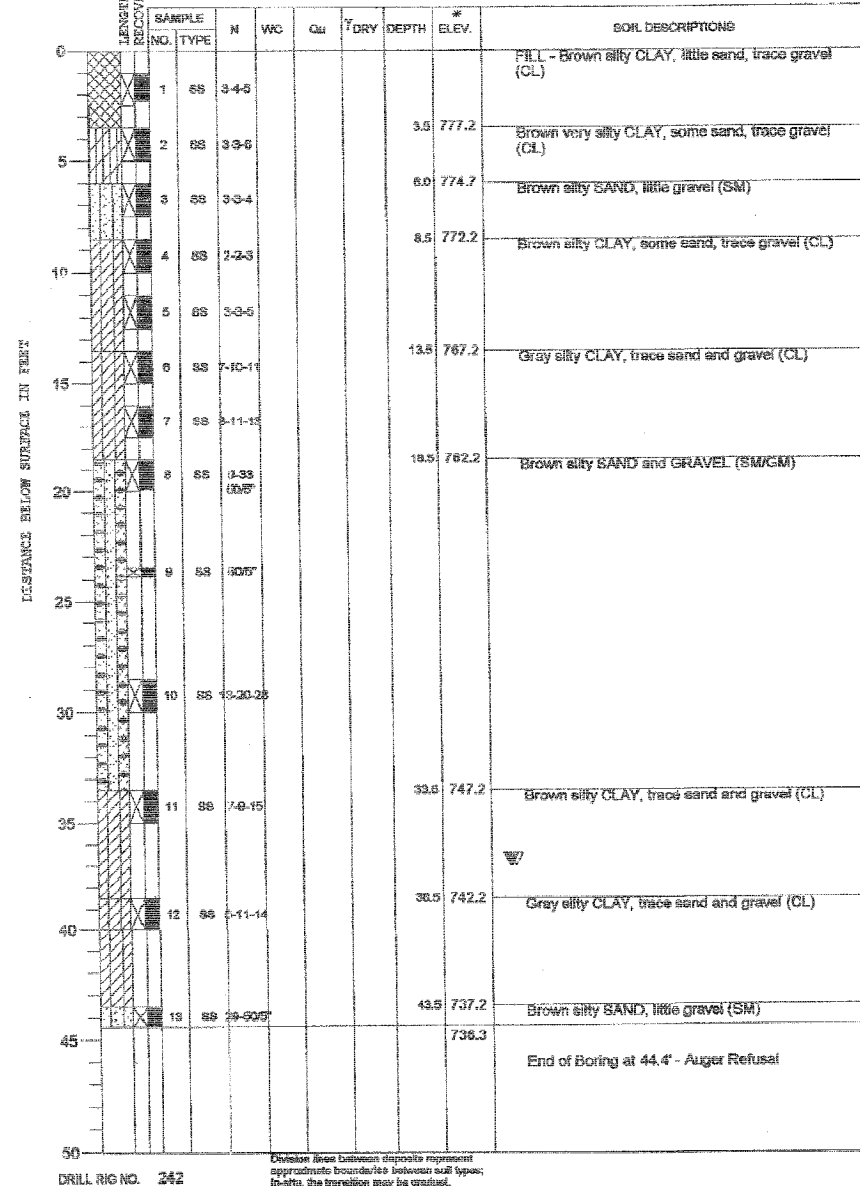 LENGTH
RECOV
SAMPLE
NO. TYPE N WC Qu γDRY DEPTH * ELEV. SOIL DESCRIPTIONS
DISTANCE BELOW SURFACE IN FEET
0
FILL - Brown silty CLAY, little sand, trace gravel
(CL)
1 SS 3-4-5
3.5 777.2 Brown very silty CLAY, some sand, trace gravel
(CL)
2 SS 3-3-6
5
6.0 774.7 Brown silty SAND, little gravel (SM)
3 SS 3-3-4
8.5 772.2 Brown silty CLAY, some sand, trace gravel (CL)
4 SS 2-2-3
10
5 SS 3-3-5
13.5 767.2 Gray silty CLAY, trace sand and gravel (CL)
6 SS 7-10-11
15
7 SS
18.5 762.2 Brown silty SAND and GRAVEL (SM/GM)
8 SS
20
9 SS 50/5"
25
10 SS
30
33.5 747.2 Brown silty CLAY, trace sand and gravel (CL)
11 SS 7-9-15
35
W
38.5 742.2 Gray silty CLAY, trace sand and gravel (CL)
12 SS
40
43.5 737.2 Brown silty SAND, little gravel (SM)
13 SS
45
736.3
End of Boring at 44.4' - Auger Refusal
50
DRILL RIG NO. 242
Division lines between deposits represent
approximate boundaries between soil types;
in-situ, the transition may be gradual.